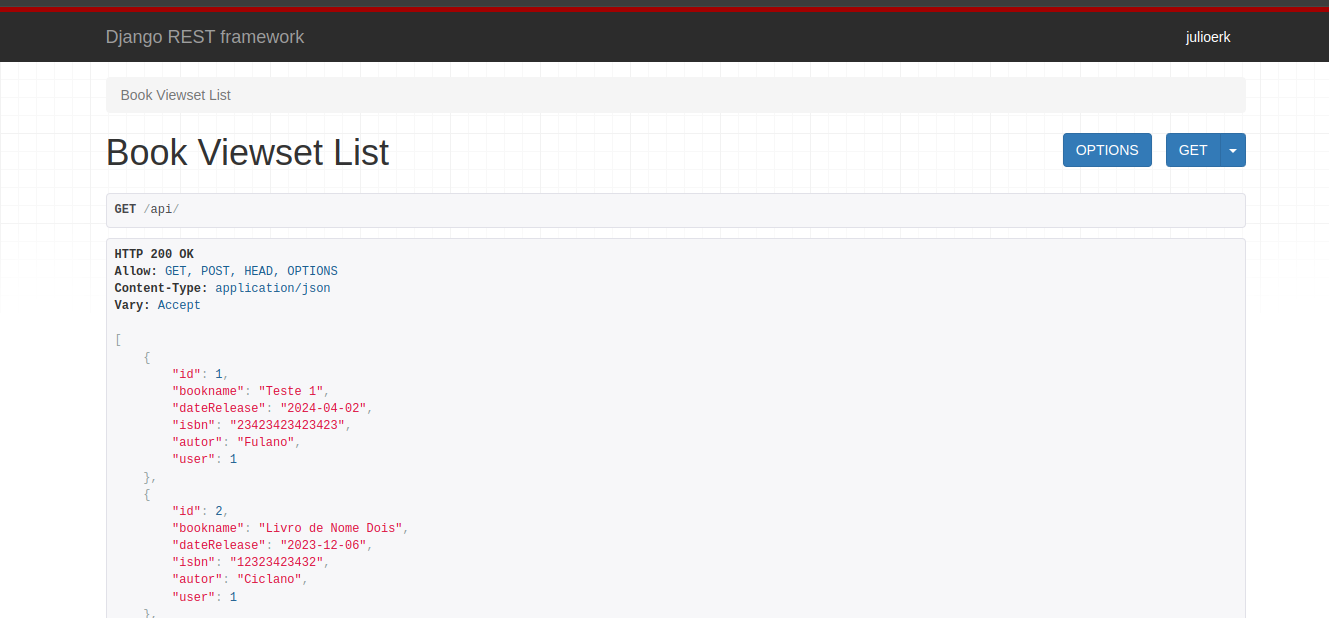 Django REST framework
julioerk
Book Viewset List
Book Viewset List
OPTIONS
GET
GET /api/
HTTP 200 OK
Allow: GET, POST, HEAD, OPTIONS
Content-Type: application/json
Vary: Accept
[
    {
        "id": 1,
        "bookname": "Teste 1",
        "dateRelease": "2024-04-02",
        "isbn": "23423423423423",
        "autor": "Fulano",
        "user": 1
    },
    {
        "id": 2,
        "bookname": "Livro de Nome Dois",
        "dateRelease": "2023-12-06",
        "isbn": "12323423432",
        "autor": "Ciclano",
        "user": 1
    },